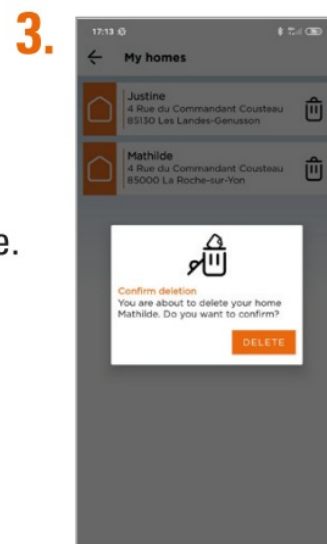 3.
17:13
My homes
Justine
4 Rue du Commandant Cousteau
85130 Les Landes-Genusson
Mathilde
4 Rue du Commandant Cousteau
85000 La Roche-sur-Yon
e.
Confirm deletion
You are about to delete your home
Mathilde. Do you want to confirm?
DELETE